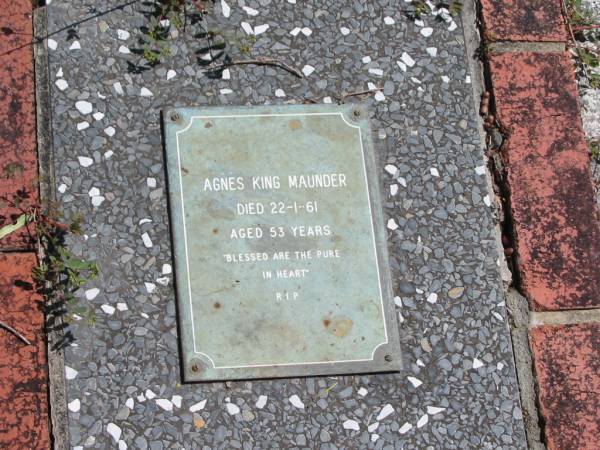 AGNES KING MAUNDER
DIED 22-1-61
AGED 53 YEARS
"BLESSED ARE THE PURE
IN HEART"
R I P